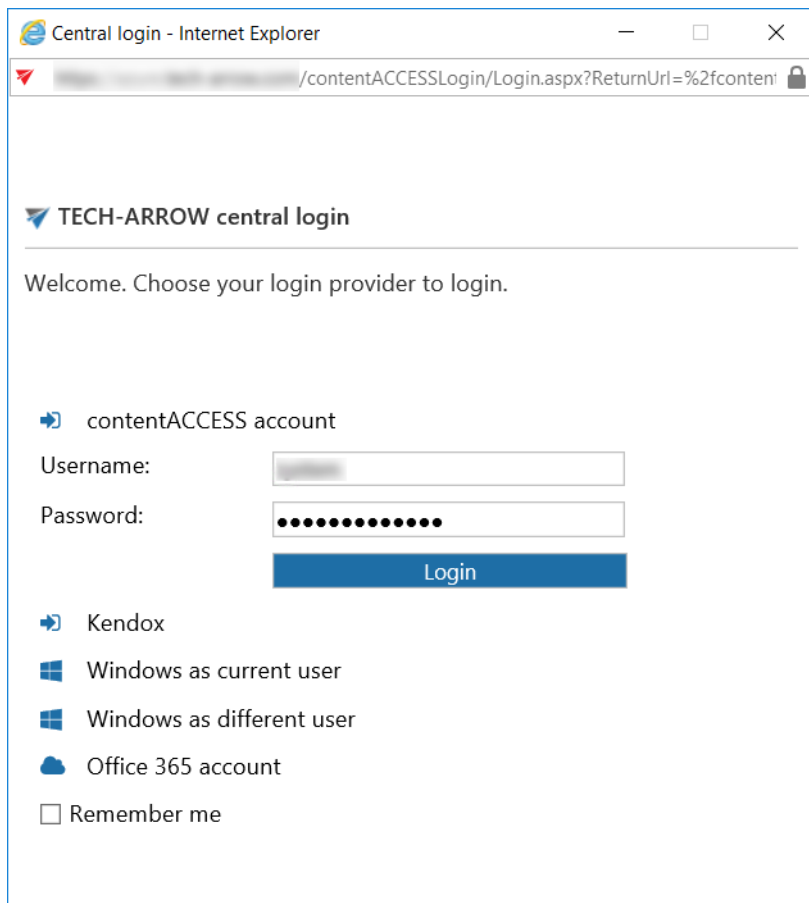 Central login - Internet Explorer
/contentACCESSLogin/Login.aspx?ReturnUrl=%2fcontent
TECH-ARROW central login
Welcome. Choose your login provider to login.
contentACCESS account
Username:
Password:
Login
Kendox
Windows as current user
Windows as different user
Office 365 account
Remember me